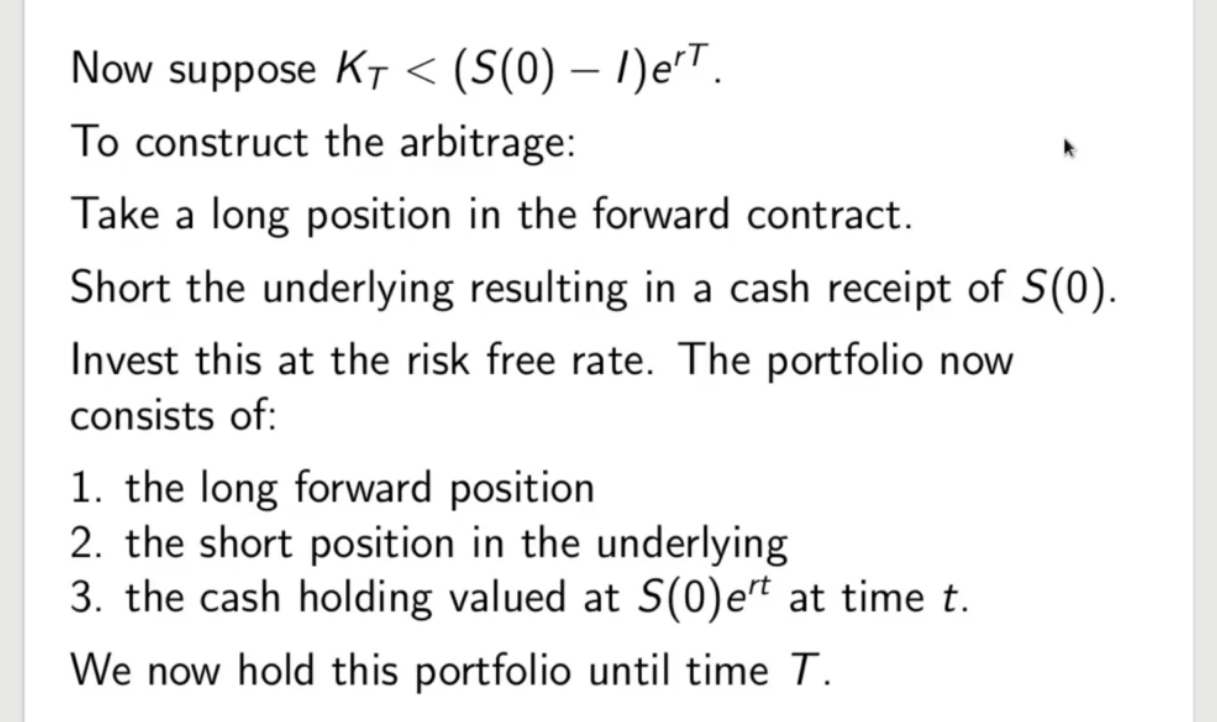 Now suppose K_T < (S(0) − I)e^{rT}.
To construct the arbitrage:
Take a long position in the forward contract.
Short the underlying resulting in a cash receipt of S(0).
Invest this at the risk free rate. The portfolio now
consists of:
1. the long forward position
2. the short position in the underlying
3. the cash holding valued at S(0)e^{rt} at time t.
We now hold this portfolio until time T.